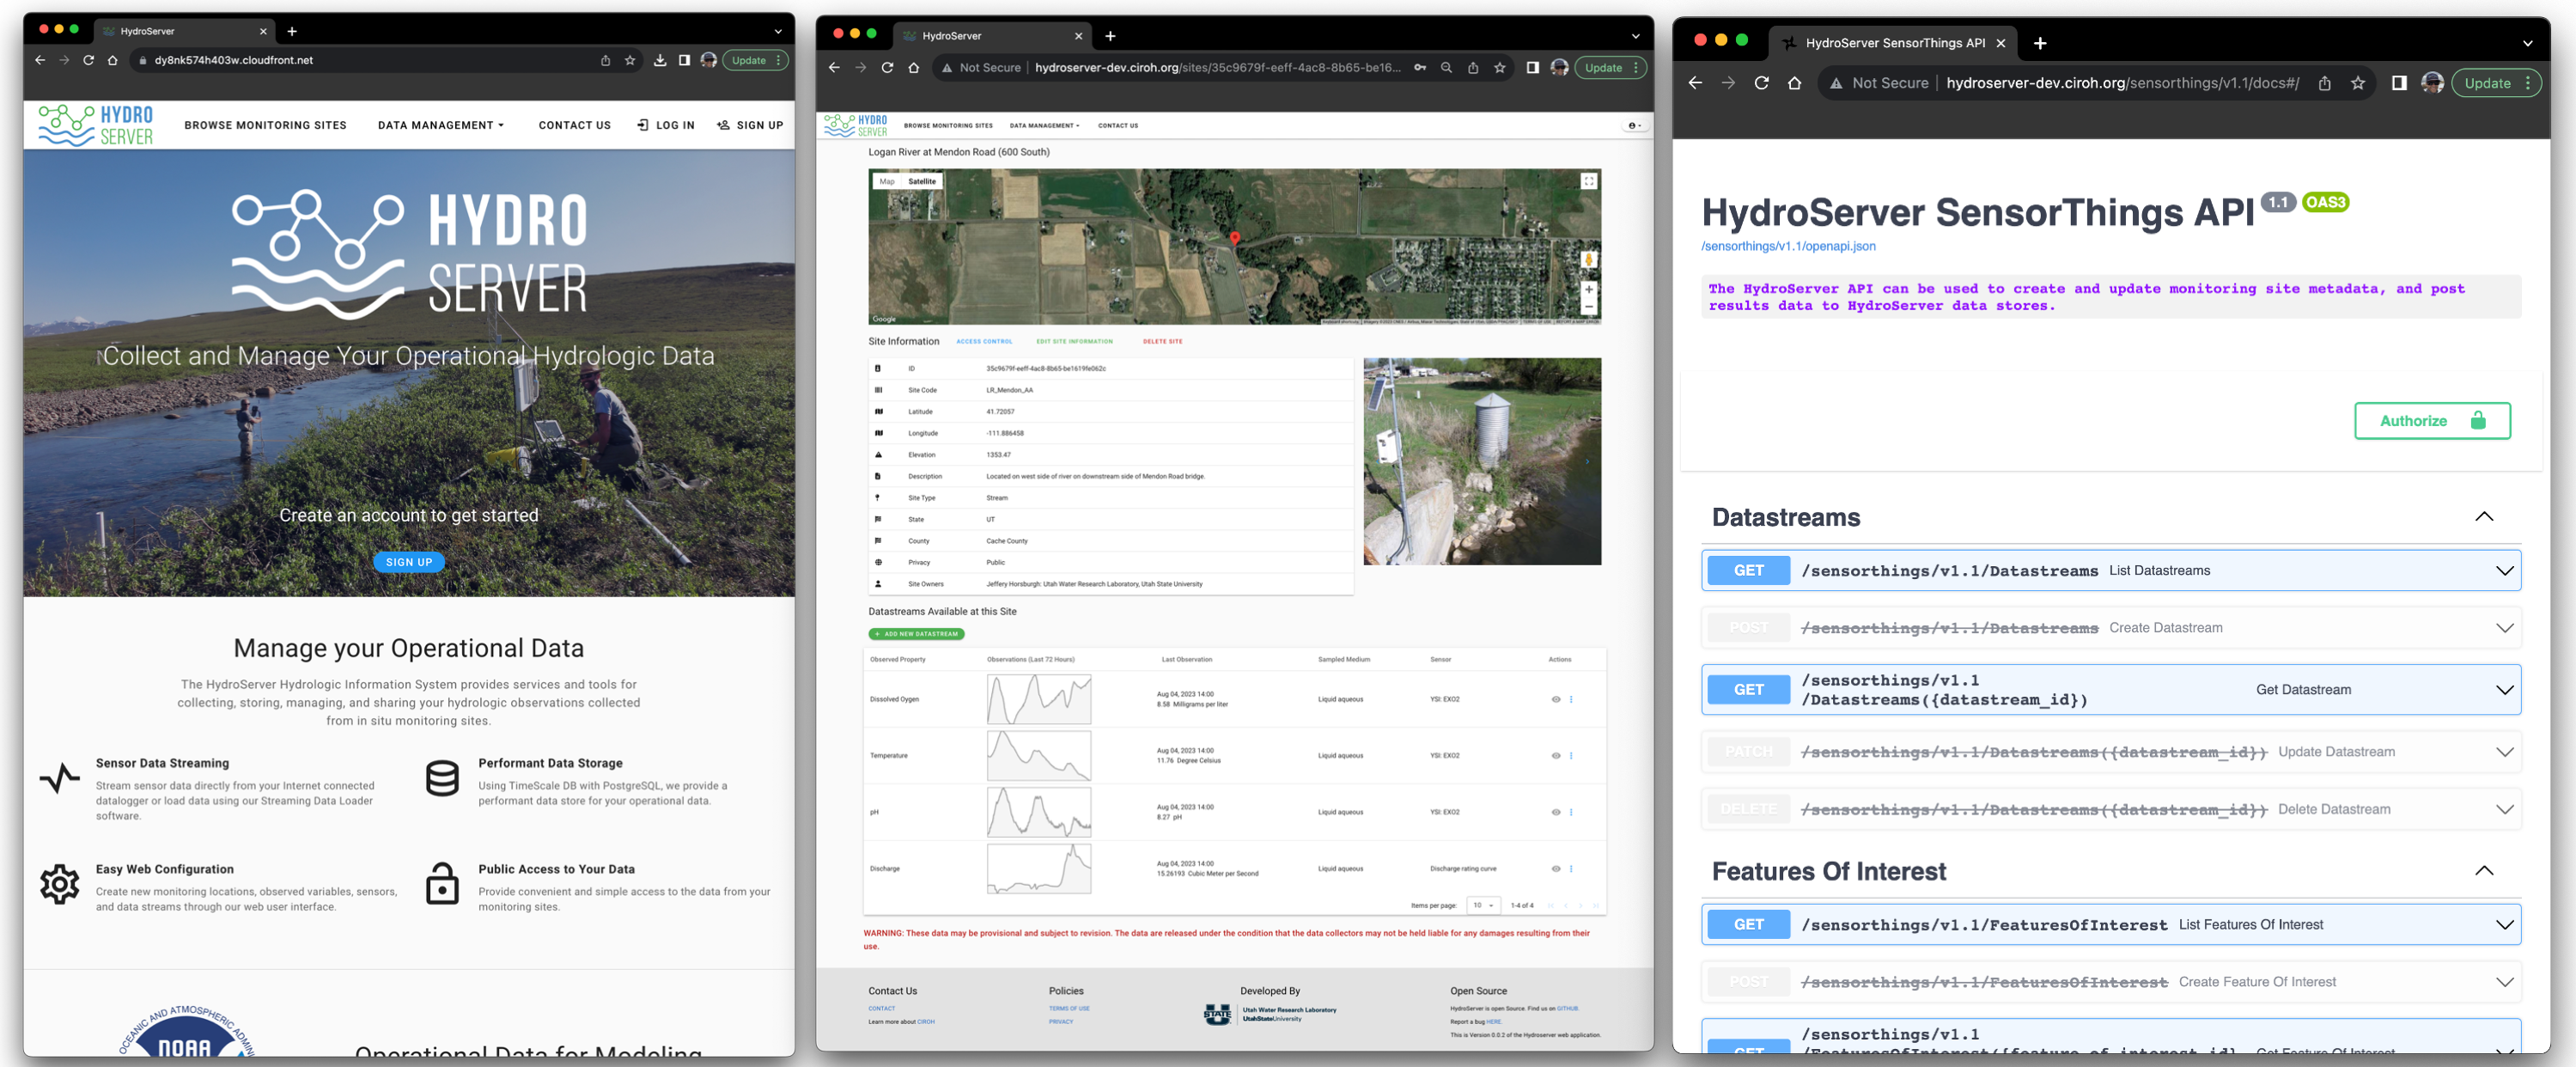 HydroServer
dy8nk574h403w.cloudfront.net
Update
HYDRO
SERVER
BROWSE MONITORING SITES
DATA MANAGEMENT
CONTACT US
LOG IN
SIGN UP
HYDRO
SERVER
Collect and Manage Your Operational Hydrologic Data
Create an account to get started
SIGN UP
Manage your Operational Data
The HydroServer Hydrologic Information System provides services and tools for
collecting, storing, managing, and sharing your hydrologic observations collected
from in situ monitoring sites.
Sensor Data Streaming
Stream sensor data directly from your Internet connected
datalogger or load data using our Streaming Data Loader
software.
Performant Data Storage
Using TimeScale DB with PostgreSQL, we provide a
performant data store for your operational data.
Easy Web Configuration
Create new monitoring locations, observed variables, sensors,
and data streams through our web user interface.
Public Access to Your Data
Provide convenient and simple access to the data from your
monitoring sites.
OCEANIC AND ATMOSPHERIC ADMIN
NOAA
Operational Data for Modeling
HydroServer
Not Secure
hydroserver-dev.ciroh.org/sites/35c9679f-eeff-4ac8-8b65-be16...
Update
HYDRO
SERVER
BROWSE MONITORING SITES
DATA MANAGEMENT
CONTACT US
Logan River at Mendon Road (600 South)
Map
Satellite
Google
Site Information
ACCESS CONTROL
EDIT SITE INFORMATION
DELETE SITE
ID 35c9679f-eeff-4ac8-8b65-be1619fe062c
Site Code LR_Mendon_AA
Latitude 41.72057
Longitude -111.886458
Elevation 1353.47
Description Located on west side of river on downstream side of Mendon Road bridge.
Site Type Stream
State UT
County Cache County
Privacy Public
Site Owners Jeffery Horsburgh: Utah Water Research Laboratory, Utah State University
Datastreams Available at this Site
+ ADD NEW DATASTREAM
Observed Property Observations (Last 72 Hours) Last Observation Sampled Medium Sensor Actions
Dissolved Oygen Aug 04, 2023 14:00 Liquid aqueous YSI: EXO2
8.58 Milligrams per liter
Temperature Aug 04, 2023 14:00 Liquid aqueous YSI: EXO2
11.76 Degree Celsius
pH Aug 04, 2023 14:00 Liquid aqueous YSI: EXO2
8.27 pH
Discharge Aug 04, 2023 14:00 Liquid aqueous Discharge rating curve
15.26193 Cubic Meter per Second
Items per page: 10 1-4 of 4
WARNING: These data may be provisional and subject to revision. The data are released under the condition that the data collectors may not be held liable for any damages resulting from their
use.
Contact Us
CONTACT
Learn more about CIROH
Policies
TERMS OF USE
PRIVACY
Developed By
STATE
Utah Water Research Laboratory
UtahStateUniversity
Open Source
HydroServer is open Source. Find us on GITHUB.
Report a bug HERE.
This is Version 0.0.2 of the Hydroserver web application.
HydroServer SensorThings API
Not Secure
hydroserver-dev.ciroh.org/sensorthings/v1.1/docs#/
Update
HydroServer SensorThings API 1.1 OAS3
/sensorthings/v1.1/openapi.json
The HydroServer API can be used to create and update monitoring site metadata, and post
results data to HydroServer data stores.
Authorize
Datastreams
GET /sensorthings/v1.1/Datastreams List Datastreams
POST /sensorthings/v1.1/Datastreams Create Datastream
GET /sensorthings/v1.1
/Datastreams({datastream_id}) Get Datastream
PATCH /sensorthings/v1.1/Datastreams({datastream_id}) Update Datastream
DELETE /sensorthings/v1.1/Datastreams({datastream_id}) Delete Datastream
Features Of Interest
GET /sensorthings/v1.1/FeaturesOfInterest List Features Of Interest
POST /sensorthings/v1.1/FeaturesOfInterest Create Feature Of Interest
GET /sensorthings/v1.1
/FeaturesOfInterest({feature_of_interest_id}) Get Feature Of Interest